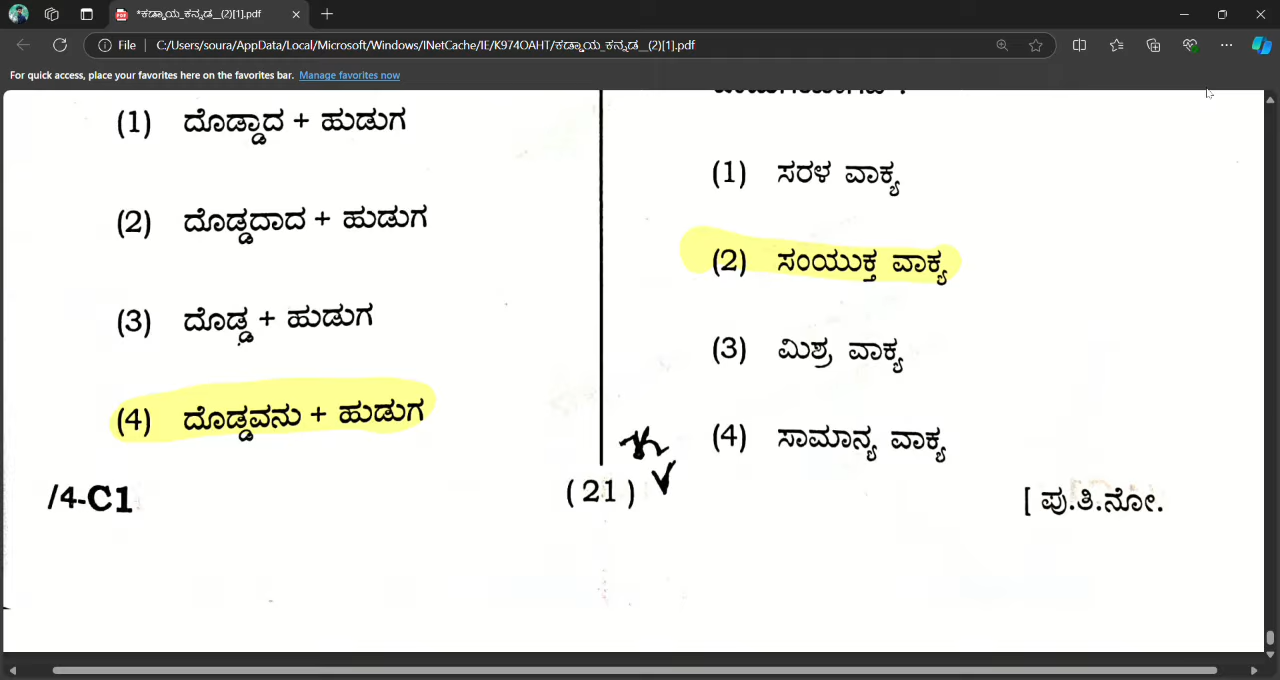 *ಕಡ್ಡಾಯ_ಕನ್ನಡ_(2)[1].pdf
File
C:/Users/soura/AppData/Local/Microsoft/Windows/INetCache/IE/K974OAHT/ಕಡ್ಡಾಯ_ಕನ್ನಡ_(2)[1].pdf
For quick access, place your favorites here on the favorites bar. Manage favorites now
(1) ದೊಡ್ಡಾದ + ಹುಡುಗ
(2) ದೊಡ್ಡದಾದ + ಹುಡುಗ
(3) ದೊಡ್ಡ + ಹುಡುಗ
(4) ದೊಡ್ಡವನು + ಹುಡುಗ
(1) ಸರಳ ವಾಕ್ಯ
(2) ಸಂಯುಕ್ತ ವಾಕ್ಯ
(3) ಮಿಶ್ರ ವಾಕ್ಯ
(4) ಸಾಮಾನ್ಯ ವಾಕ್ಯ
/4-C1
(21)
[ ಪು.ತಿ.ನೋ.